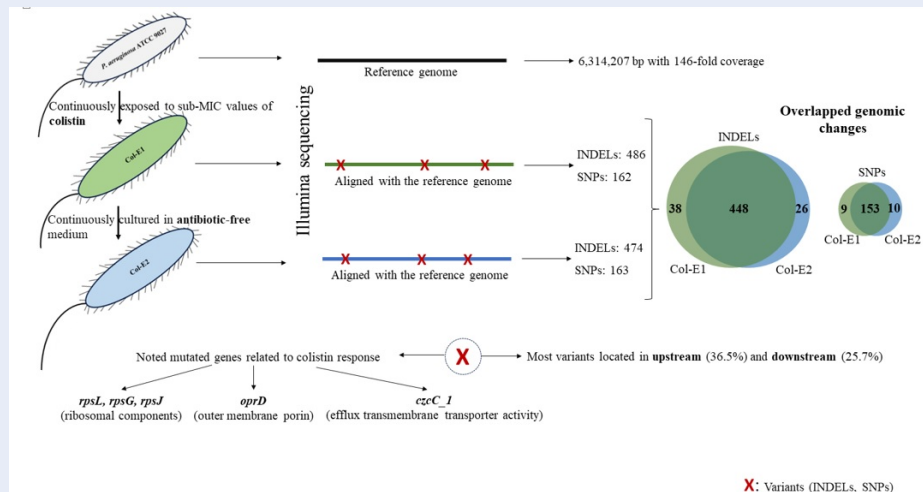 P. aeruginosa ATCC 9027
Reference genome
6,314,207 bp with 146-fold coverage
Continuously exposed to sub-MIC values of
colistin
Illumina sequencing
Overlapped genomic
changes
INDELs
Col-E1
INDELs: 486
SNPs: 162
Aligned with the reference genome
SNPs
38
448
26
9
153
10
Col-E1
Col-E2
Continuously cultured in antibiotic-free
medium
Col-E1
Col-E2
Col-E2
INDELs: 474
SNPs: 163
Aligned with the reference genome
Noted mutated genes related to colistin response
X
Most variants located in upstream (36.5%) and downstream (25.7%)
rpsL, rpsG, rpsJ
(ribosomal components)
oprD
(outer membrane porin)
czcC_1
(efflux transmembrane transporter activity)
X: Variants (INDELs, SNPs)